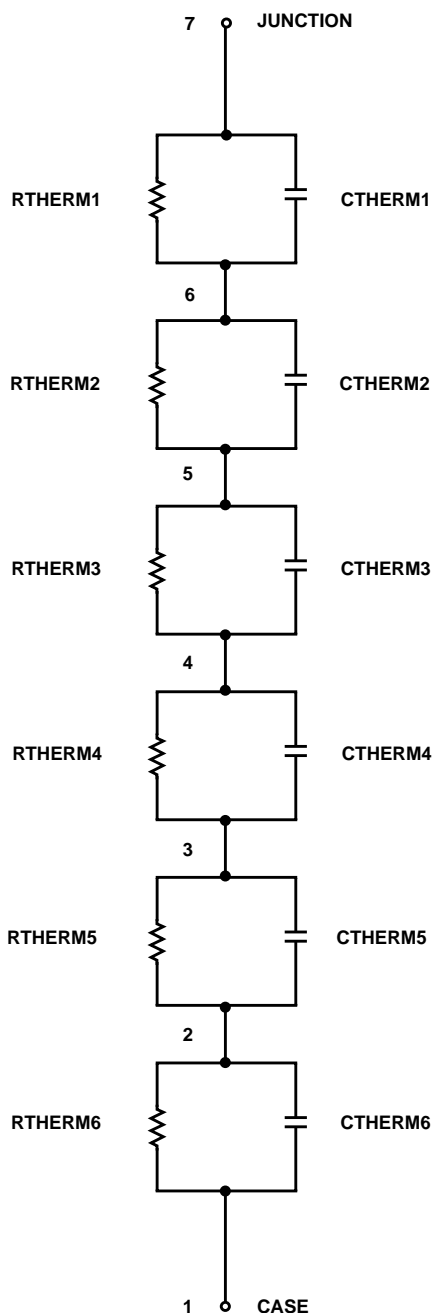 7 JUNCTION
RTHERM1 CTHERM1
6
RTHERM2 CTHERM2
5
RTHERM3 CTHERM3
4
RTHERM4 CTHERM4
3
RTHERM5 CTHERM5
2
RTHERM6 CTHERM6
1 CASE